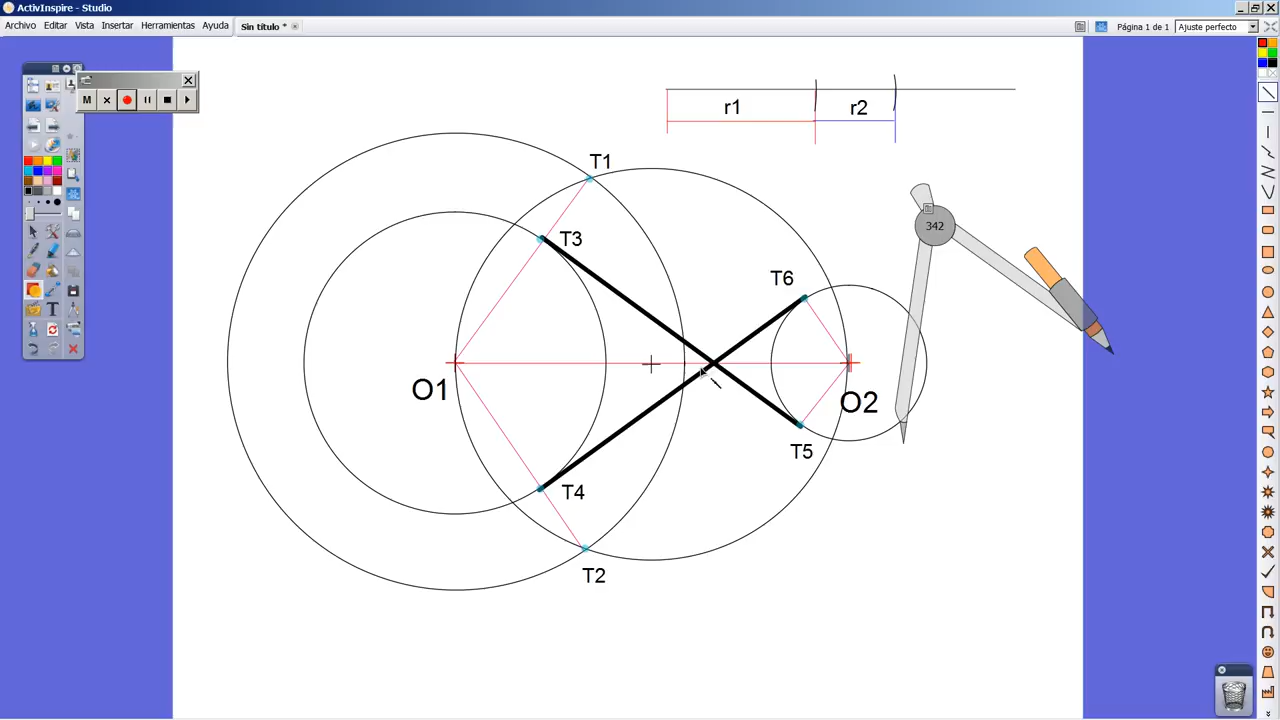 ActivInspire - Studio
Archivo Editar Vista Insertar Herramientas Ayuda Sin título *
Página 1 de 1 Ajuste perfecto
M
r1 r2
T1
T3
T6
342
O1
O2
T5
T4
T2
T